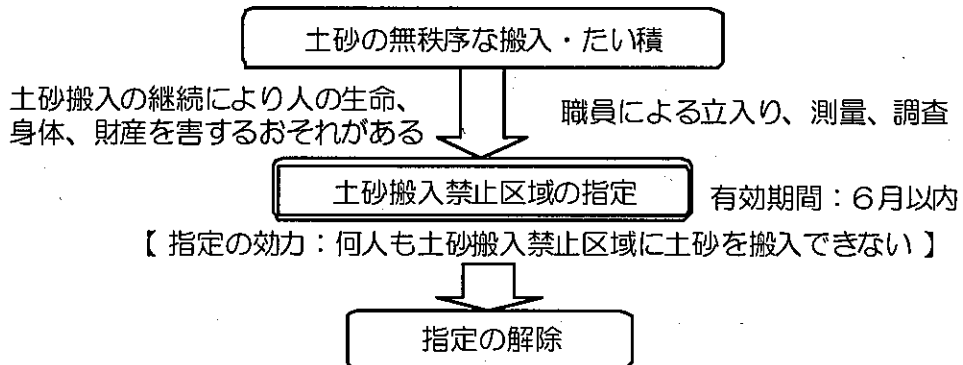 土砂の無秩序な搬入・たい積
土砂搬入の継続により人の生命、
身体、財産を害するおそれがある
職員による立入り、測量、調査
土砂搬入禁止区域の指定
有効期間：６月以内
【 指定の効力：何人も土砂搬入禁止区域に土砂を搬入できない 】
指定の解除